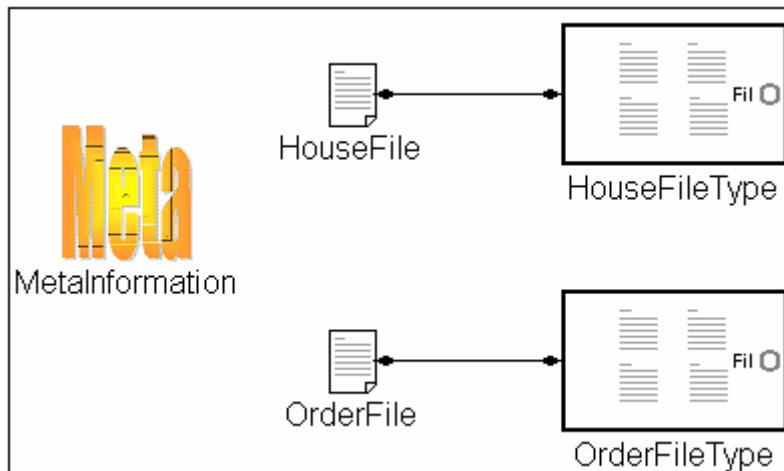 Fil
HouseFile
HouseFileType
Meta
MetaInformation
Fil
OrderFile
OrderFileType